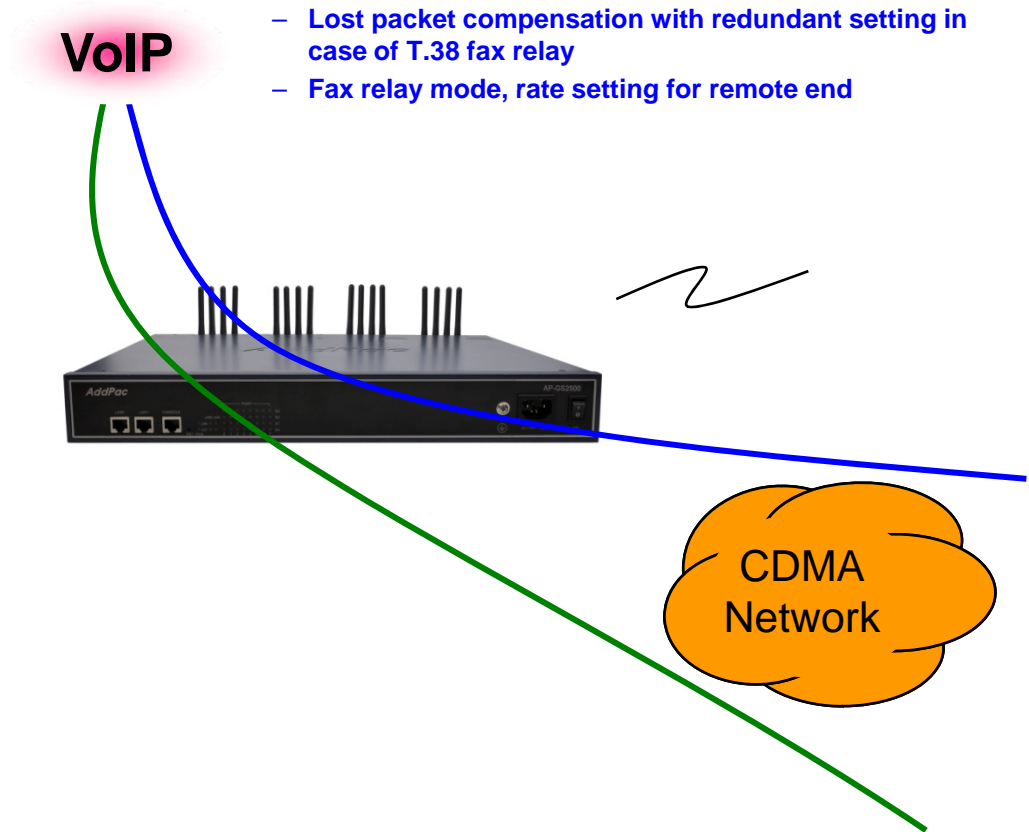 VoIP
– Lost packet compensation with redundant setting in
case of T.38 fax relay
– Fax relay mode, rate setting for remote end
AddPac
AP-GS2500
CONSOLE
CDMA
Network